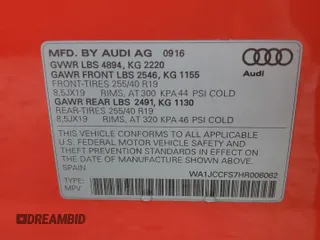 MFD. BY AUDI AG 0916
GVWR LBS 4894, KG 2220
GAWR FRONT LBS 2546, KG 1155
FRONT-TIRES 255/40 R19
8,5JX19 RIMS, AT 300 KPA 44 PSI COLD
GAWR REAR LBS 2491, KG 1130
REAR-TIRES 255/40 R19
8,5JX19 RIMS, AT 320 KPA 46 PSI COLD
Audi
THIS VEHICLE CONFORMS TO ALL APPLICABLE
U.S. FEDERAL MOTOR VEHICLE SAFETY AND
THEFT PREVENTION STANDARDS IN EFFECT ON
THE DATE OF MANUFACTURE SHOWN ABOVE.
SPAIN
WA1JCCFS7HR006062
TYPE:
MPV
DREAMBID